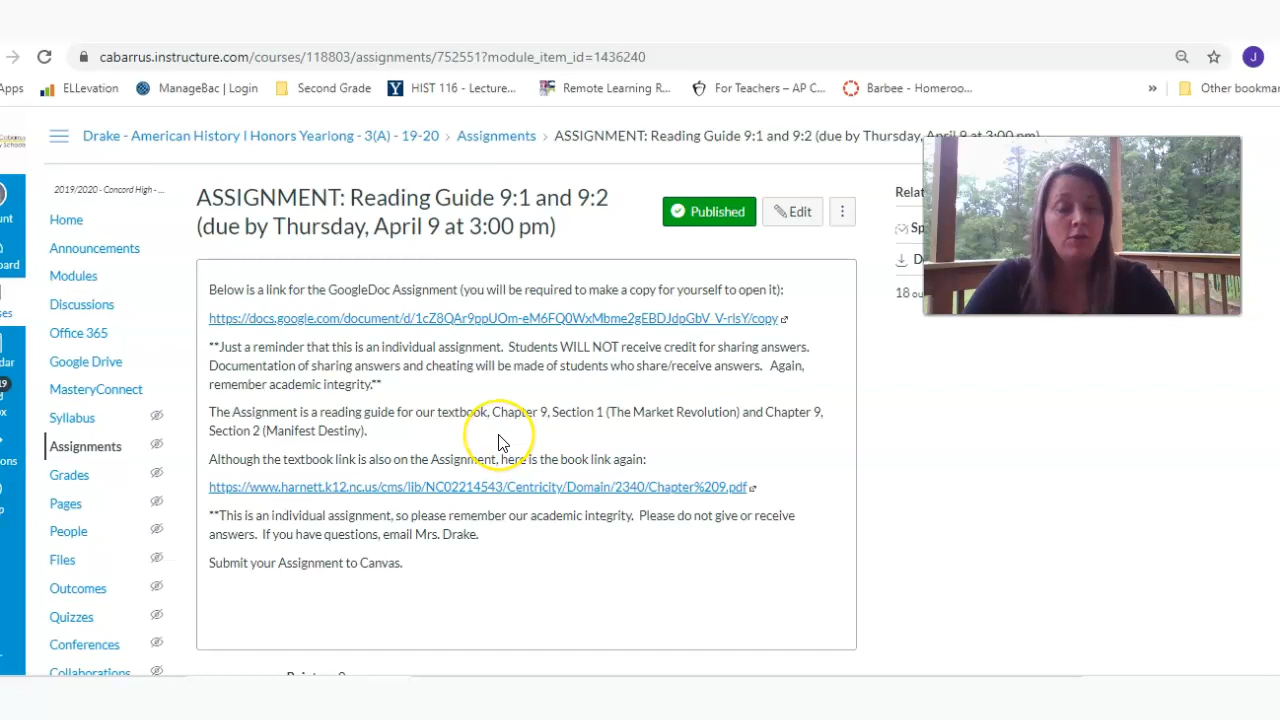 cabarrus.instructure.com/courses/118803/assignments/752551?module_item_id=1436240
J
Apps ELLevation ManageBac | Login Second Grade HIST 116 - Lecture... Remote Learning R... For Teachers – AP C... Barbee - Homeroo... » Other bookmar
Drake - American History I Honors Yearlong - 3(A) - 19-20 › Assignments › ASSIGNMENT: Reading Guide 9:1 and 9:2 (due by Thursday, April 9 at 3:00 pm)
2019/2020 - Concord High - ...
Home
Announcements
Modules
Discussions
Office 365
Google Drive
MasteryConnect
Syllabus
Assignments
Grades
Pages
People
Files
Outcomes
Quizzes
Conferences
Collaborations
ASSIGNMENT: Reading Guide 9:1 and 9:2
(due by Thursday, April 9 at 3:00 pm)
Published Edit
Below is a link for the GoogleDoc Assignment (you will be required to make a copy for yourself to open it):
https://docs.google.com/document/d/1cZ8QAr9ppUOm-eM6FQ0WxMbme2gEBDJdpGbV_V-rIsY/copy
**Just a reminder that this is an individual assignment. Students WILL NOT receive credit for sharing answers.
Documentation of sharing answers and cheating will be made of students who share/receive answers. Again,
remember academic integrity.**
The Assignment is a reading guide for our textbook, Chapter 9, Section 1 (The Market Revolution) and Chapter 9,
Section 2 (Manifest Destiny).
Although the textbook link is also on the Assignment, here is the book link again:
https://www.harnett.k12.nc.us/cms/lib/NC02214543/Centricity/Domain/2340/Chapter%209.pdf
**This is an individual assignment, so please remember our academic integrity. Please do not give or receive
answers. If you have questions, email Mrs. Drake.
Submit your Assignment to Canvas.
Relat
Sp
D
18 ou